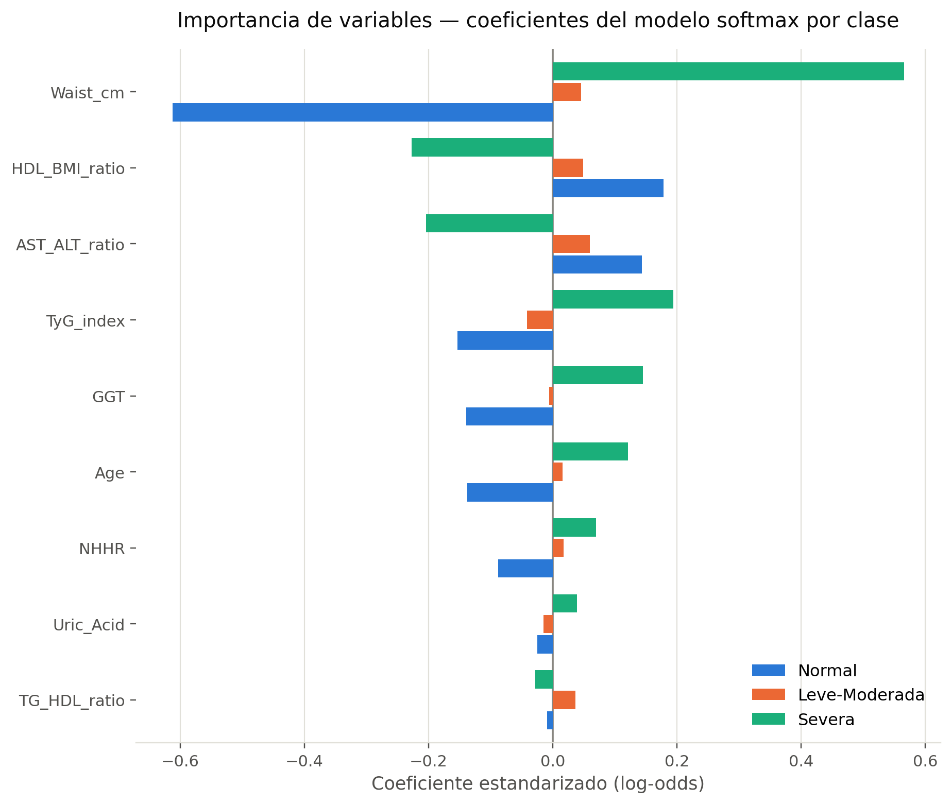 Importancia de variables — coeficientes del modelo softmax por clase
Waist_cm
HDL_BMI_ratio
AST_ALT_ratio
TyG_index
GGT
Age
NHHR
Uric_Acid
TG_HDL_ratio
Normal
Leve-Moderada
Severa
−0.6 −0.4 −0.2 0.0 0.2 0.4 0.6
Coeficiente estandarizado (log-odds)